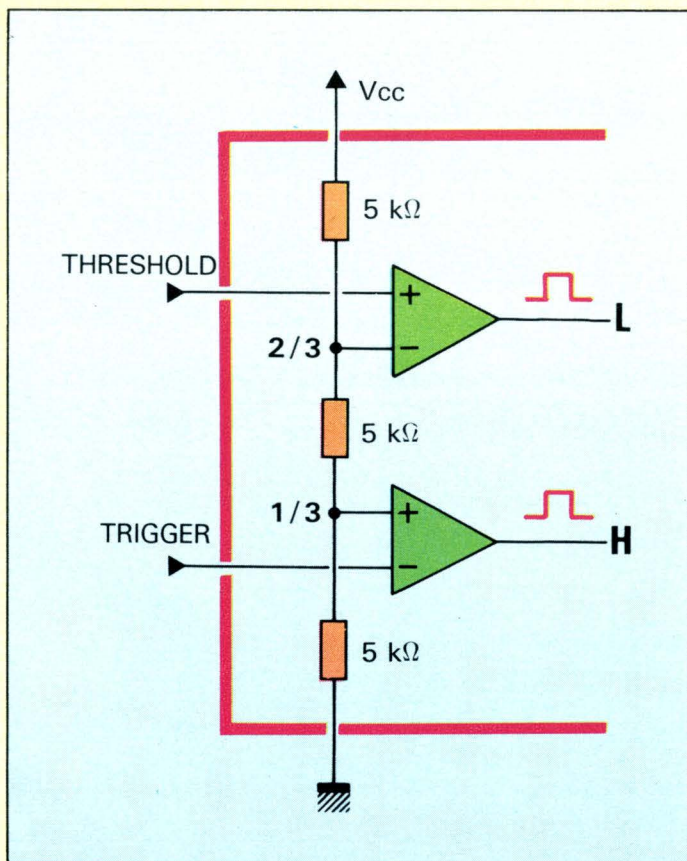 Vcc
5 kΩ
THRESHOLD
+
L
2/3
−
5 kΩ
1/3
+
H
TRIGGER
−
5 kΩ